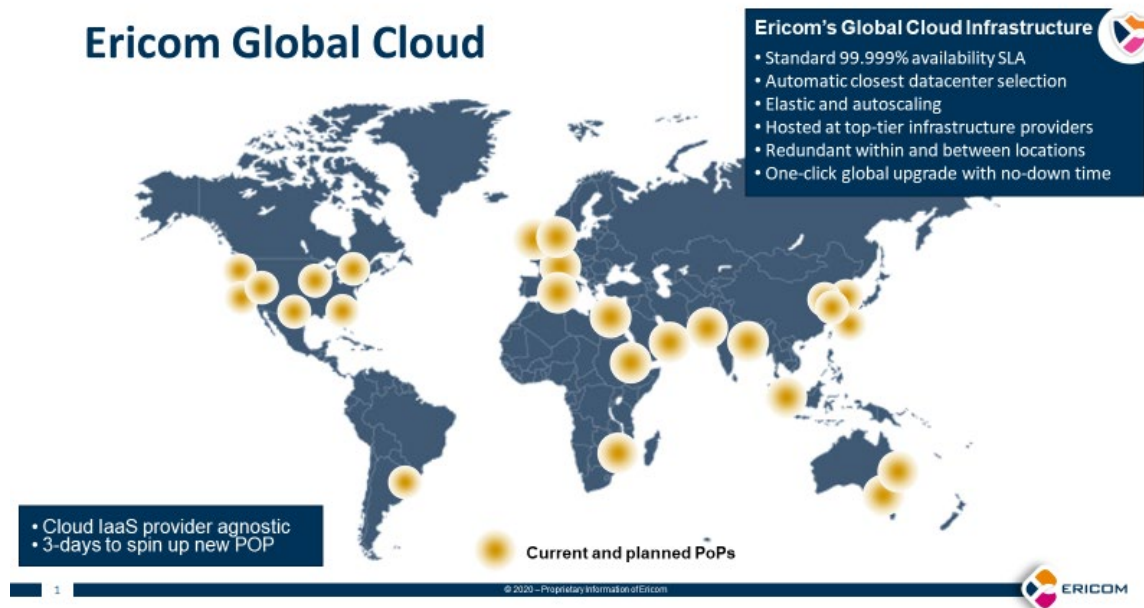 Ericom Global Cloud
Ericom's Global Cloud Infrastructure
• Standard 99.999% availability SLA
• Automatic closest datacenter selection
• Elastic and autoscaling
• Hosted at top-tier infrastructure providers
• Redundant within and between locations
• One-click global upgrade with no-down time
• Cloud IaaS provider agnostic
• 3-days to spin up new POP
Current and planned PoPs
1
© 2020 – Proprietary Information of Ericom
ERICOM